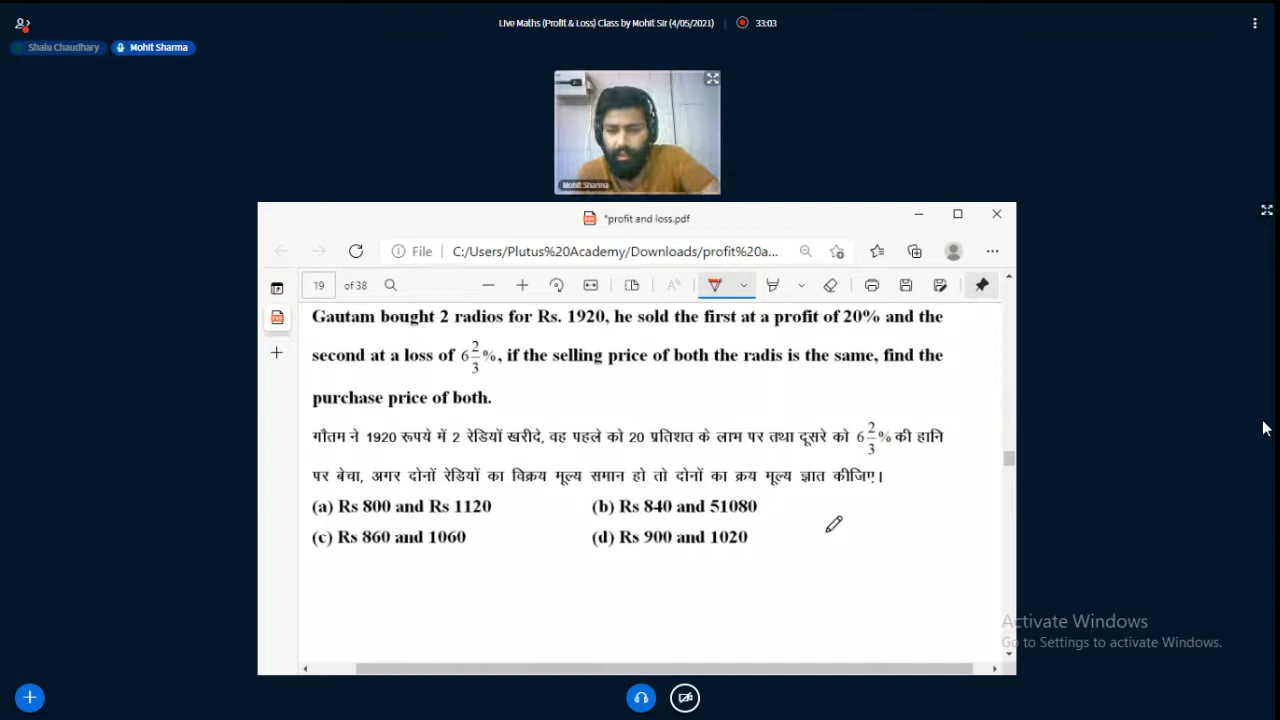 Live Maths (Profit & Loss) Class by Mohit Sir (4/05/2021) 33:03
Shalu Chaudhary Mohit Sharma
Mohit Sharma
*profit and loss.pdf
File C:/Users/Plutus%20Academy/Downloads/profit%20a...
19 of 38
Gautam bought 2 radios for Rs. 1920, he sold the first at a profit of 20% and the
second at a loss of 6 2/3 %, if the selling price of both the radis is the same, find the
purchase price of both.
गौतम ने 1920 रूपये में 2 रेडियों खरीदे, वह पहले को 20 प्रतिशत के लाभ पर तथा दूसरे को 6 2/3 % की हानि
पर बेचा, अगर दोनों रेडियों का विक्रय मूल्य समान हो तो दोनों का क्रय मूल्य ज्ञात कीजिए।
(a) Rs 800 and Rs 1120 (b) Rs 840 and 51080
(c) Rs 860 and 1060 (d) Rs 900 and 1020
Activate Windows
Go to Settings to activate Windows.